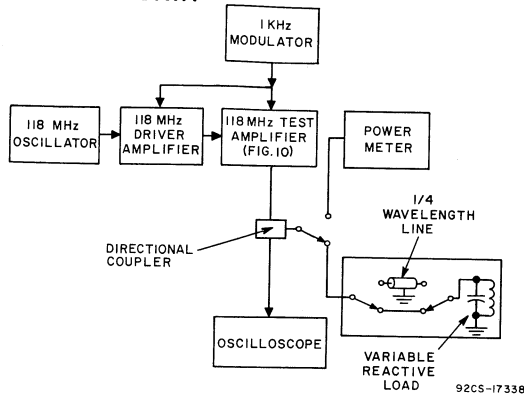 1 KHz
MODULATOR
118 MHz
OSCILLATOR
118 MHz
DRIVER
AMPLIFIER
118 MHz TEST
AMPLIFIER
(FIG. 10)
POWER
METER
1/4
WAVELENGTH
LINE
DIRECTIONAL
COUPLER
OSCILLOSCOPE
VARIABLE
REACTIVE
LOAD
92CS-17338